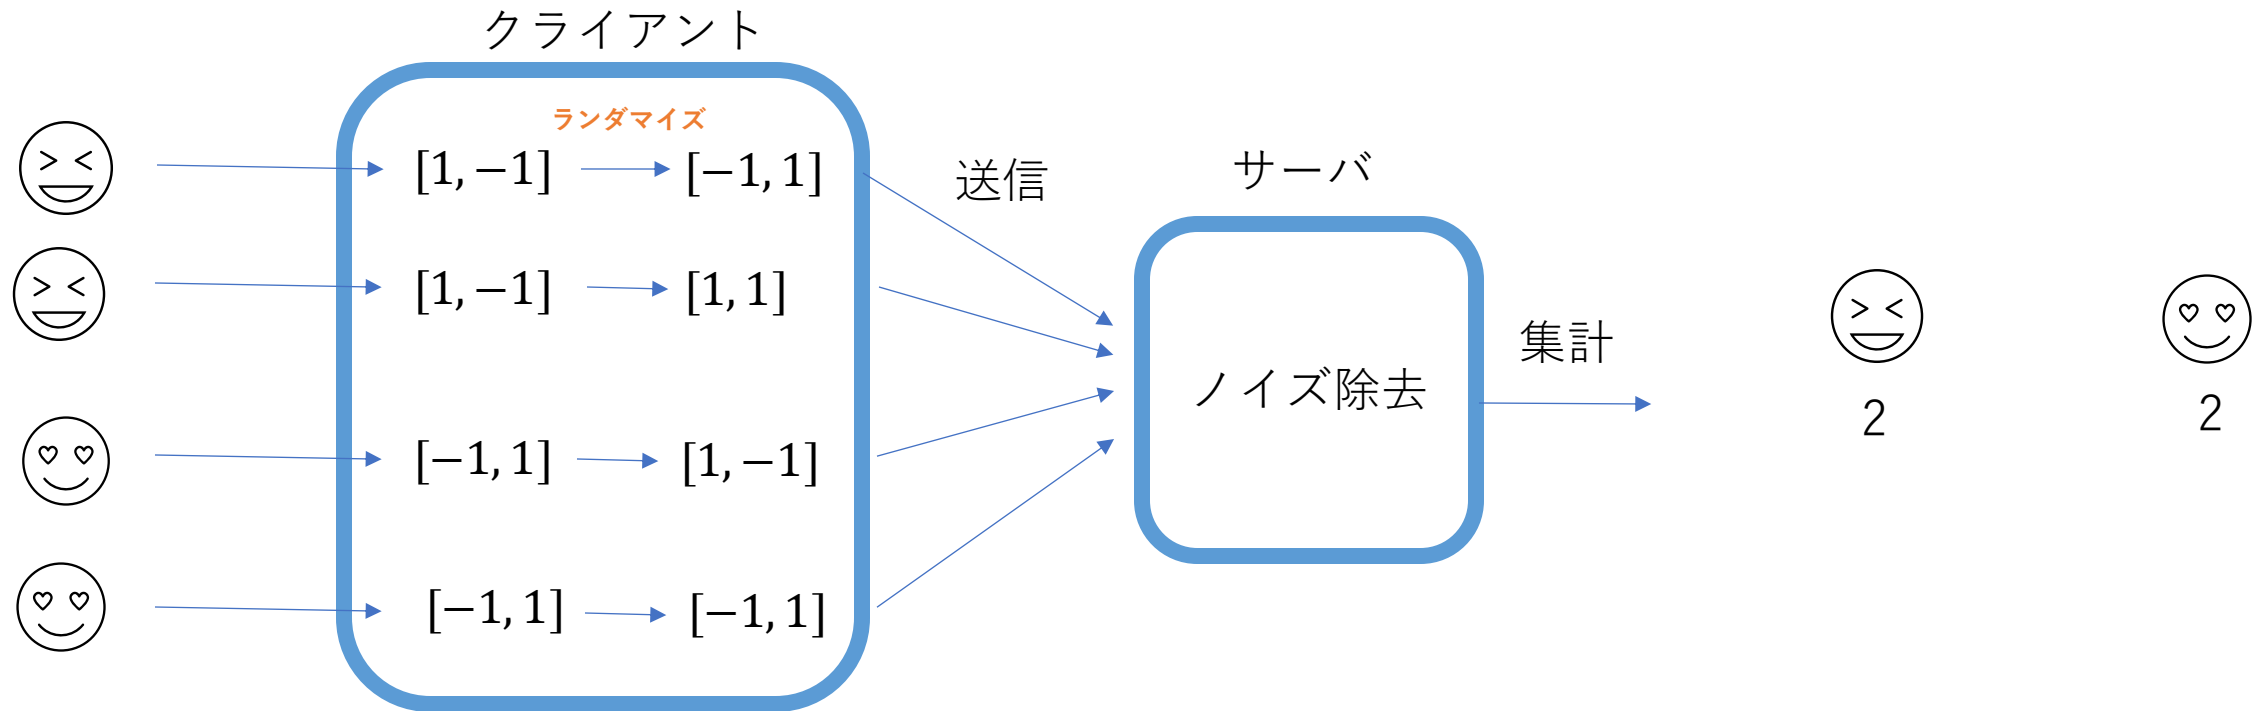 クライアント
ランダマイズ
[1, −1] [−1, 1]
[1, −1] [1, 1]
[−1, 1] [1, −1]
[−1, 1] [−1, 1]
送信
サーバ
ノイズ除去
集計
2 2